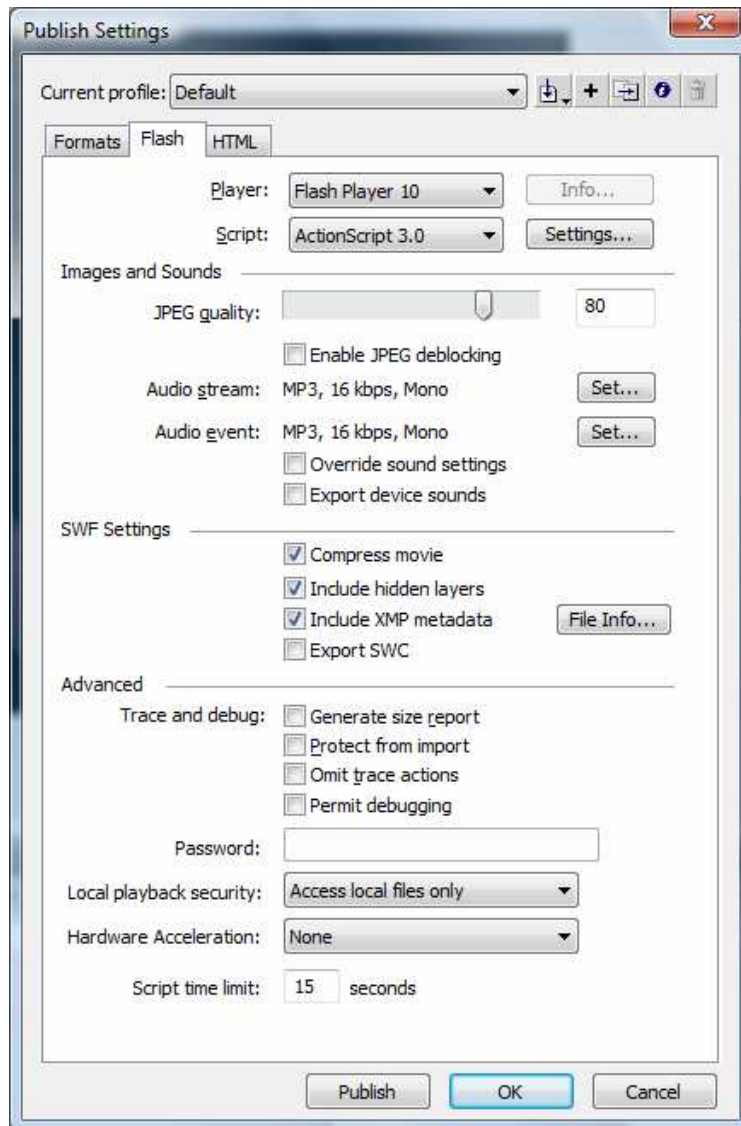 Publish Settings
Current profile: Default
Formats Flash HTML
Player: Flash Player 10 Info...
Script: ActionScript 3.0 Settings...
Images and Sounds
JPEG quality: 80
Enable JPEG deblocking
Audio stream: MP3, 16 kbps, Mono Set...
Audio event: MP3, 16 kbps, Mono Set...
Override sound settings
Export device sounds
SWF Settings
Compress movie
Include hidden layers
Include XMP metadata File Info...
Export SWC
Advanced
Trace and debug: Generate size report
Protect from import
Omit trace actions
Permit debugging
Password:
Local playback security: Access local files only
Hardware Acceleration: None
Script time limit: 15 seconds
Publish OK Cancel